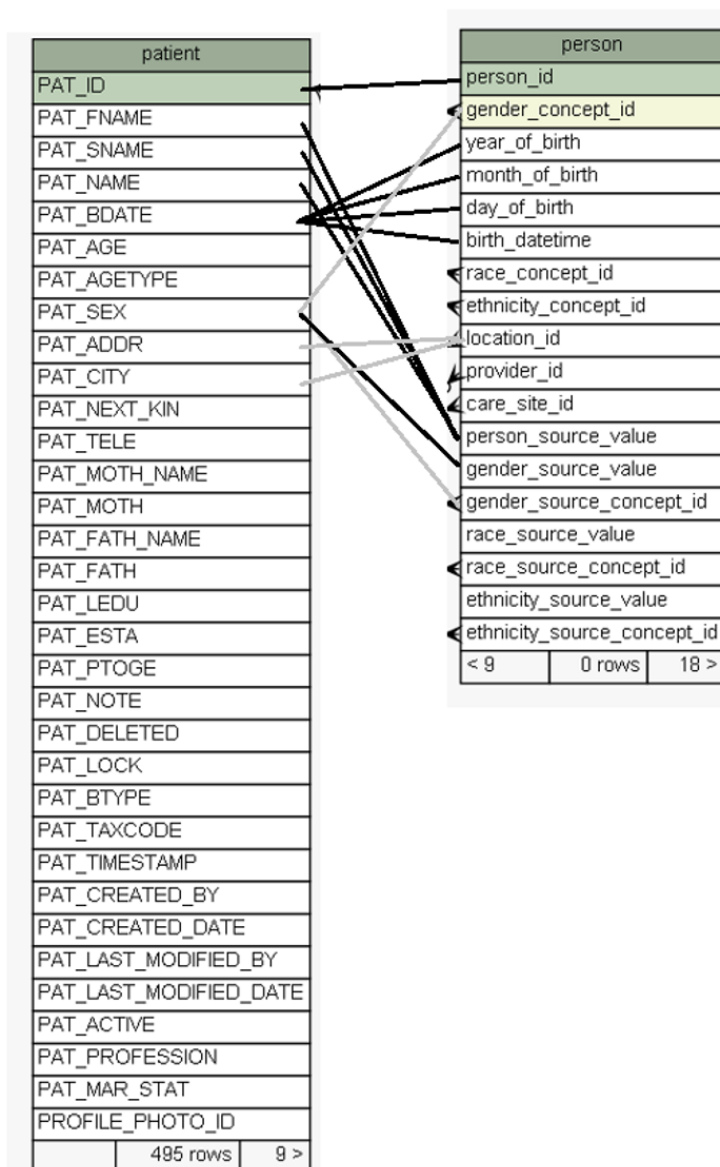 patient
PAT_ID
PAT_FNAME
PAT_SNAME
PAT_NAME
PAT_BDATE
PAT_AGE
PAT_AGETYPE
PAT_SEX
PAT_ADDR
PAT_CITY
PAT_NEXT_KIN
PAT_TELE
PAT_MOTH_NAME
PAT_MOTH
PAT_FATH_NAME
PAT_FATH
PAT_LEDU
PAT_ESTA
PAT_PTOGE
PAT_NOTE
PAT_DELETED
PAT_LOCK
PAT_BTYPE
PAT_TAXCODE
PAT_TIMESTAMP
PAT_CREATED_BY
PAT_CREATED_DATE
PAT_LAST_MODIFIED_BY
PAT_LAST_MODIFIED_DATE
PAT_ACTIVE
PAT_PROFESSION
PAT_MAR_STAT
PROFILE_PHOTO_ID
495 rows 9 >
person
person_id
gender_concept_id
year_of_birth
month_of_birth
day_of_birth
birth_datetime
race_concept_id
ethnicity_concept_id
location_id
provider_id
care_site_id
person_source_value
gender_source_value
gender_source_concept_id
race_source_value
race_source_concept_id
ethnicity_source_value
ethnicity_source_concept_id
< 9 0 rows 18 >